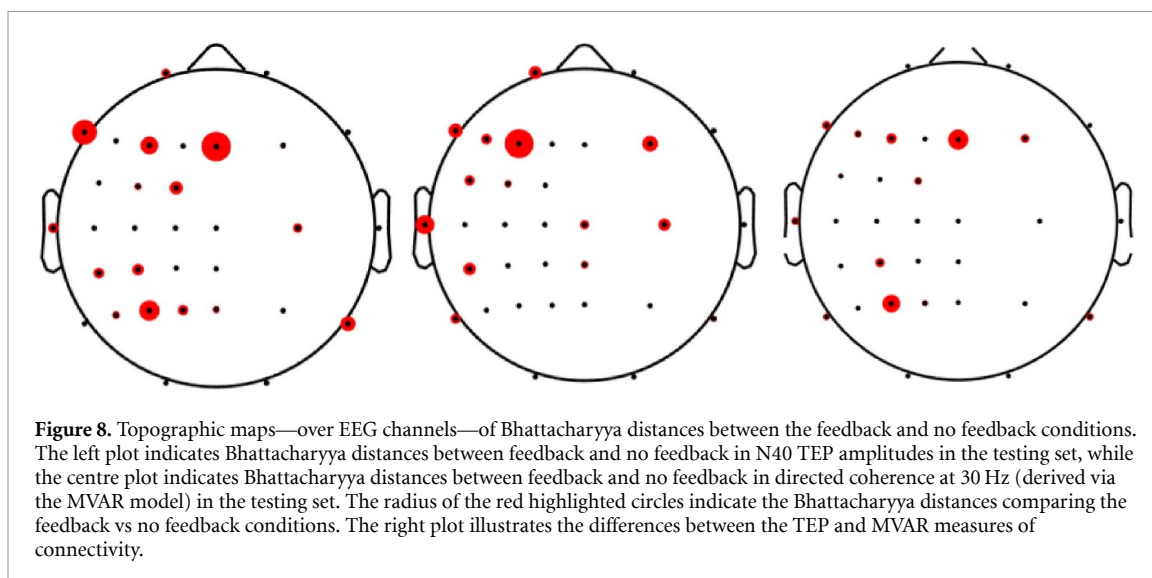 Figure 8. Topographic maps—over EEG channels—of Bhattacharyya distances between the feedback and no feedback conditions.
The left plot indicates Bhattacharyya distances between feedback and no feedback in N40 TEP amplitudes in the testing set, while
the centre plot indicates Bhattacharyya distances between feedback and no feedback in directed coherence at 30 Hz (derived via
the MVAR model) in the testing set. The radius of the red highlighted circles indicate the Bhattacharyya distances comparing the
feedback vs no feedback conditions. The right plot illustrates the differences between the TEP and MVAR measures of
connectivity.